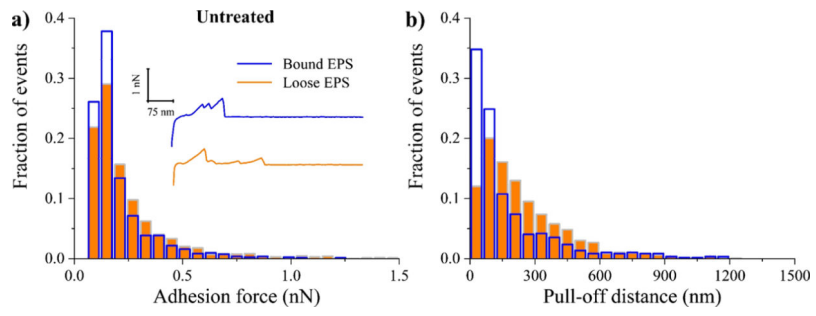 a)
Untreated
0.4
0.3
0.2
0.1
0.0
Fraction of events
1 nN
75 nm
Bound EPS
Loose EPS
0.0
0.5
1.0
1.5
Adhesion force (nN)
b)
0.4
0.3
0.2
0.1
0.0
Fraction of events
0
300
600
900
1200
1500
Pull-off distance (nm)